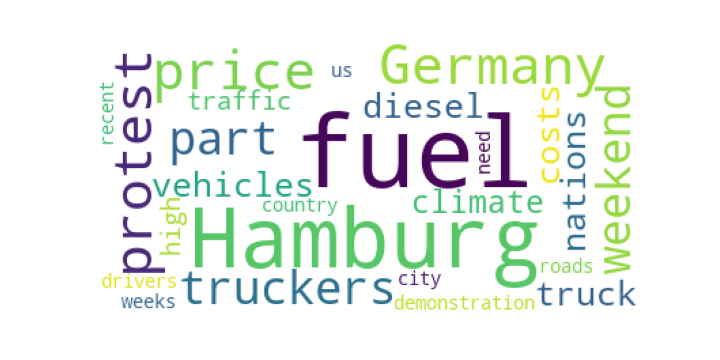 protest
recent
price
us
Germany
traffic
diesel
part
fuel
need
costs
nations
weekend
vehicles
high
country
climate
Hamburg
drivers
weeks
truckers
city
demonstration
roads
truck